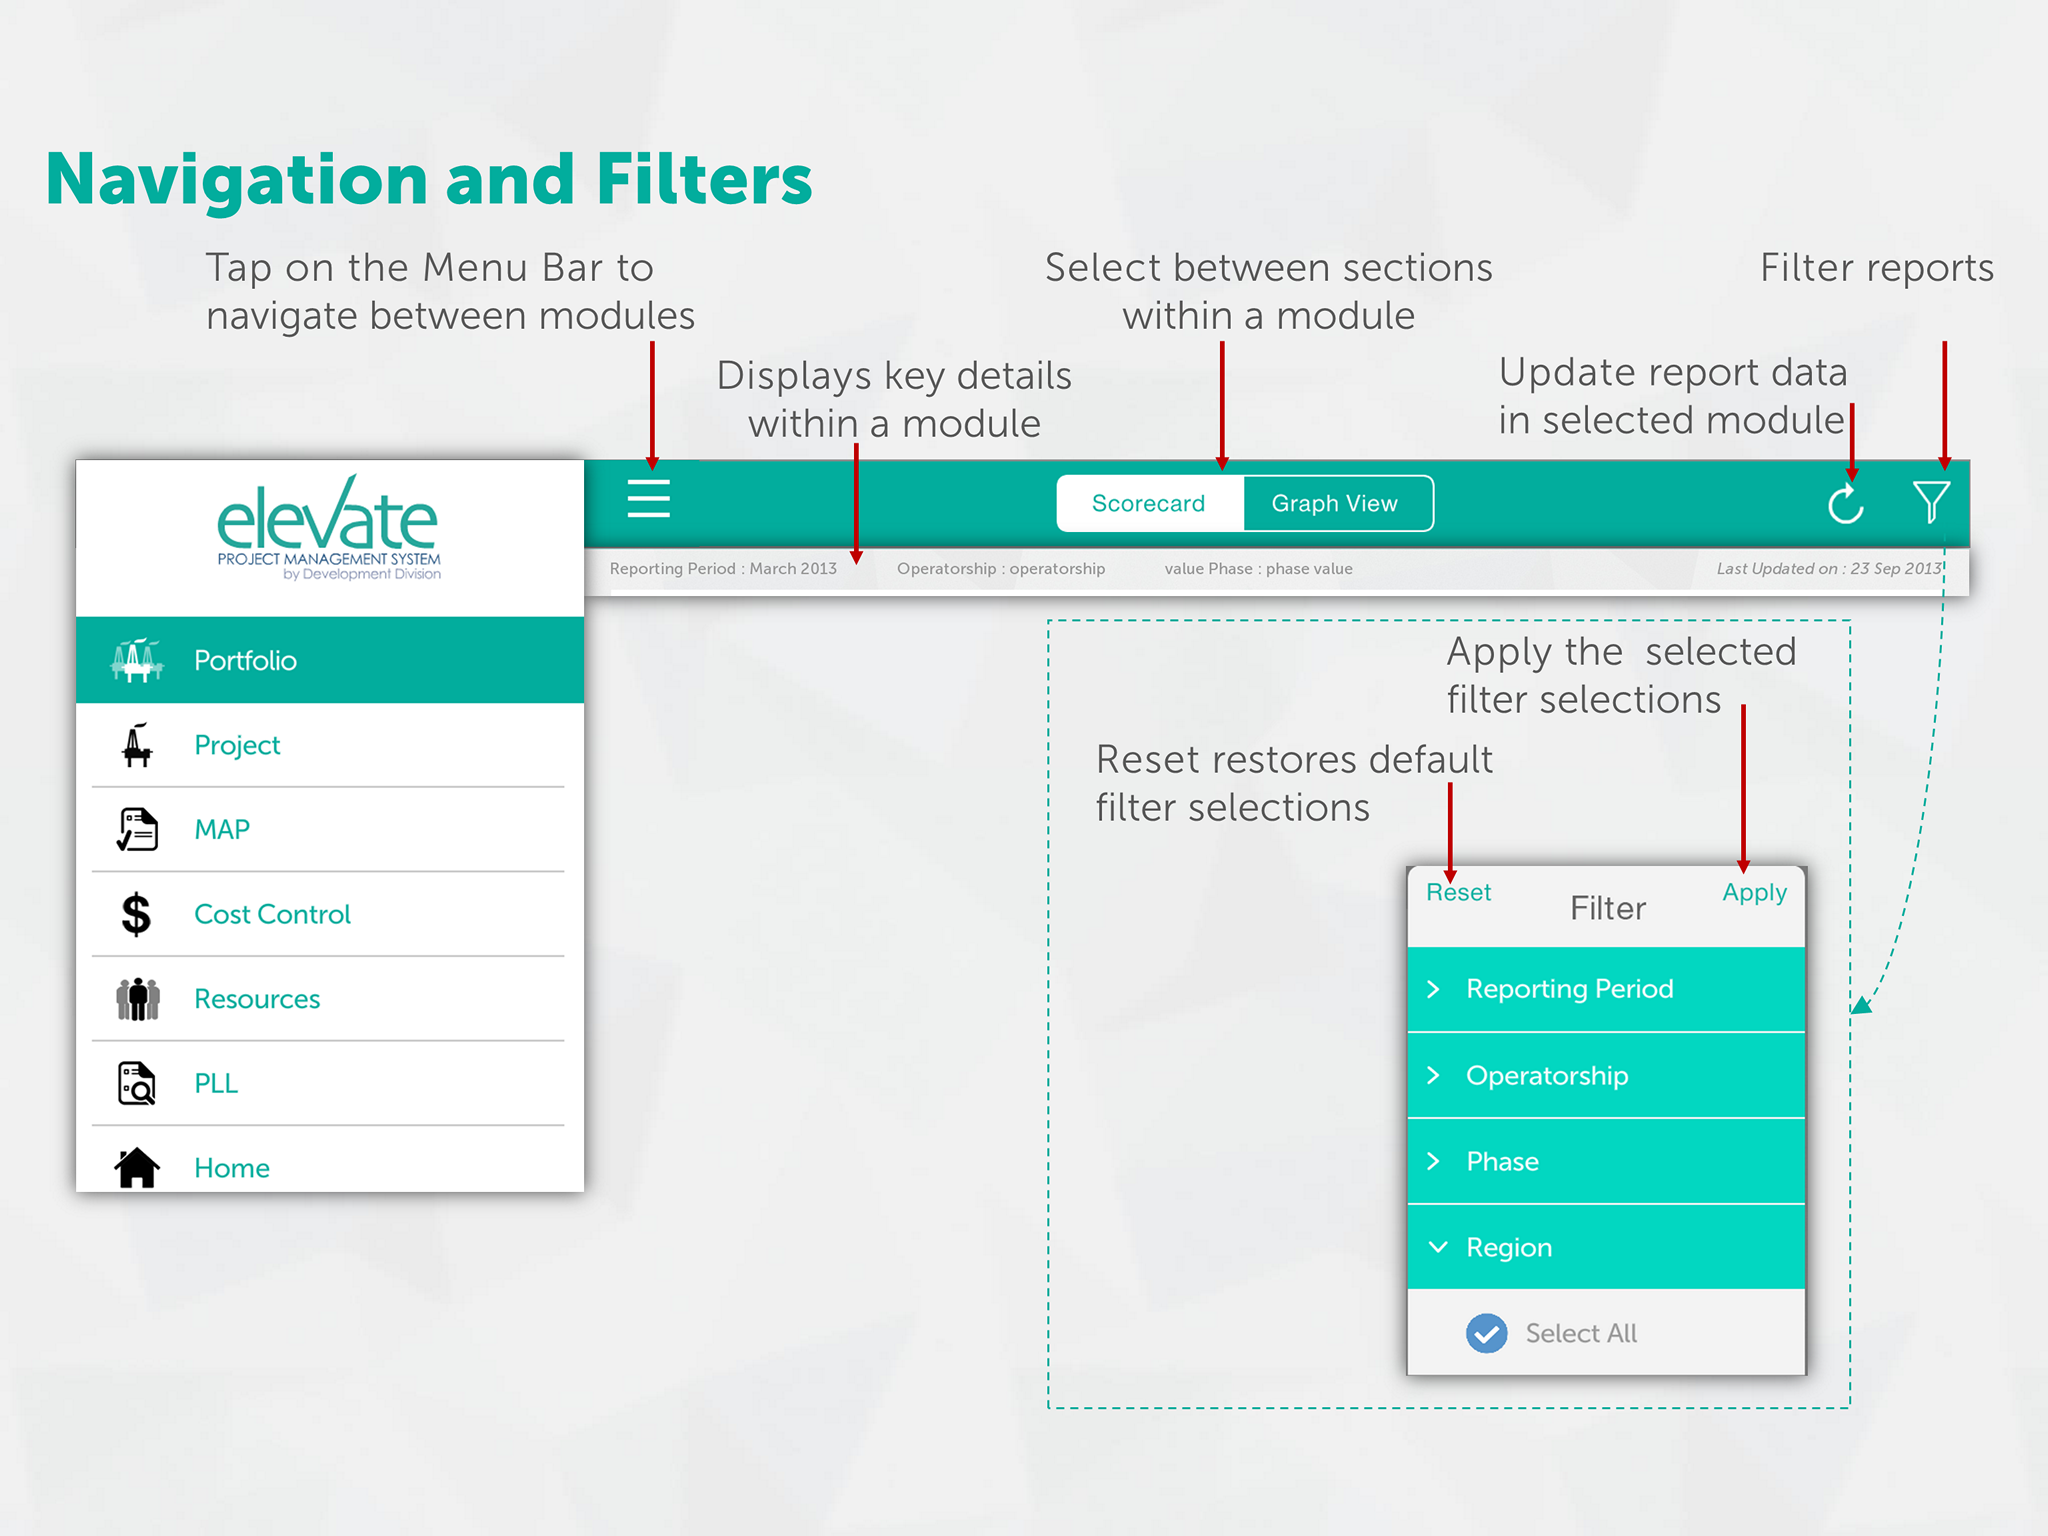 Navigation and Filters
Tap on the Menu Bar to
navigate between modules
Displays key details
within a module
Select between sections
within a module
Update report data
in selected module
Filter reports
elevate
PROJECT MANAGEMENT SYSTEM
by Development Division
Scorecard
Graph View
Reporting Period : March 2013
Operatorship : operatorship
value Phase : phase value
Last Updated on : 23 Sep 2013
Portfolio
Project
MAP
$
Cost Control
Resources
PLL
Home
Apply the selected
filter selections
Reset restores default
filter selections
Reset
Filter
Apply
Reporting Period
Operatorship
Phase
Region
Select All